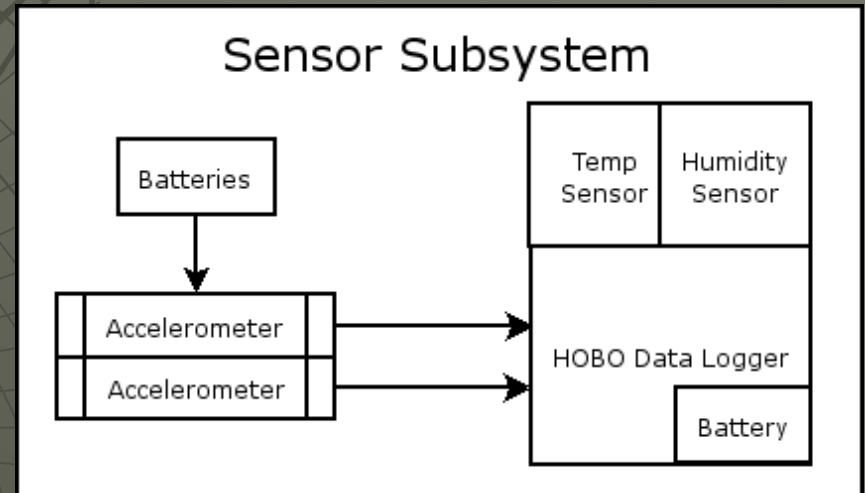 Sensor Subsystem
Batteries
Temp
Sensor
Humidity
Sensor
Accelerometer
Accelerometer
HOBO Data Logger
Battery